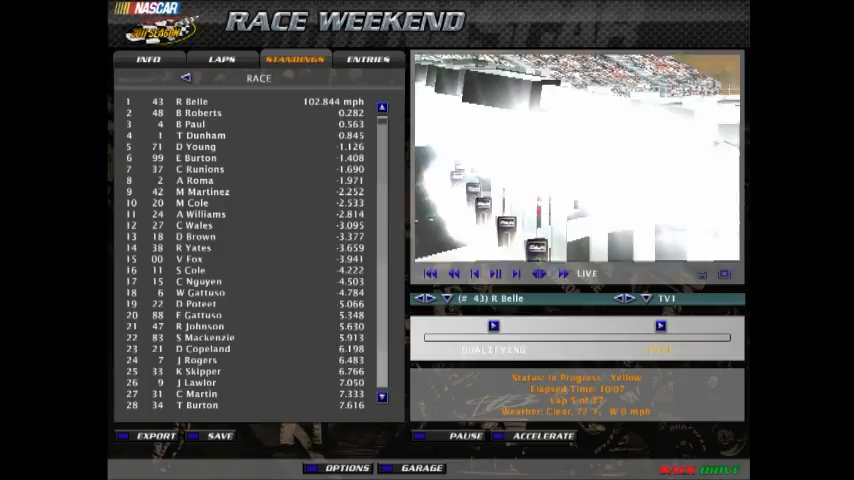 NASCAR
2011 SEASON
RACE WEEKEND
INFO LAPS STANDINGS ENTRIES
RACE
1 43 R Belle 102.844 mph
2 48 B Roberts 0.282
3 4 B Paul 0.563
4 1 T Dunham 0.845
5 71 D Young -1.126
6 99 E Burton -1.408
7 37 C Runions -1.690
8 2 A Roma -1.971
9 42 M Martinez -2.252
10 20 M Cole -2.533
11 24 A Williams -2.814
12 27 C Wales -3.095
13 18 D Brown -3.377
14 38 R Yates -3.659
15 00 V Fox -3.941
16 11 S Cole -4.222
17 15 C Nguyen -4.503
18 6 W Gattuso -4.784
19 22 D Poteet 5.066
20 88 F Gattuso 5.348
21 47 R Johnson 5.630
22 83 S Mackenzie 5.913
23 21 D Copeland 6.198
24 7 J Rogers 6.483
25 33 K Skipper 6.766
26 9 J Lawlor 7.050
27 31 C Martin 7.333
28 34 T Burton 7.616
LIVE
(# 43) R Belle TV1
QUALIFYING RACE
Status: In Progress Yellow
Elapsed Time: 10:07
Lap 5 of 27
Weather: Clear, 72 F, W 0 mph
EXPORT SAVE PAUSE ACCELERATE
OPTIONS GARAGE
DRIVE